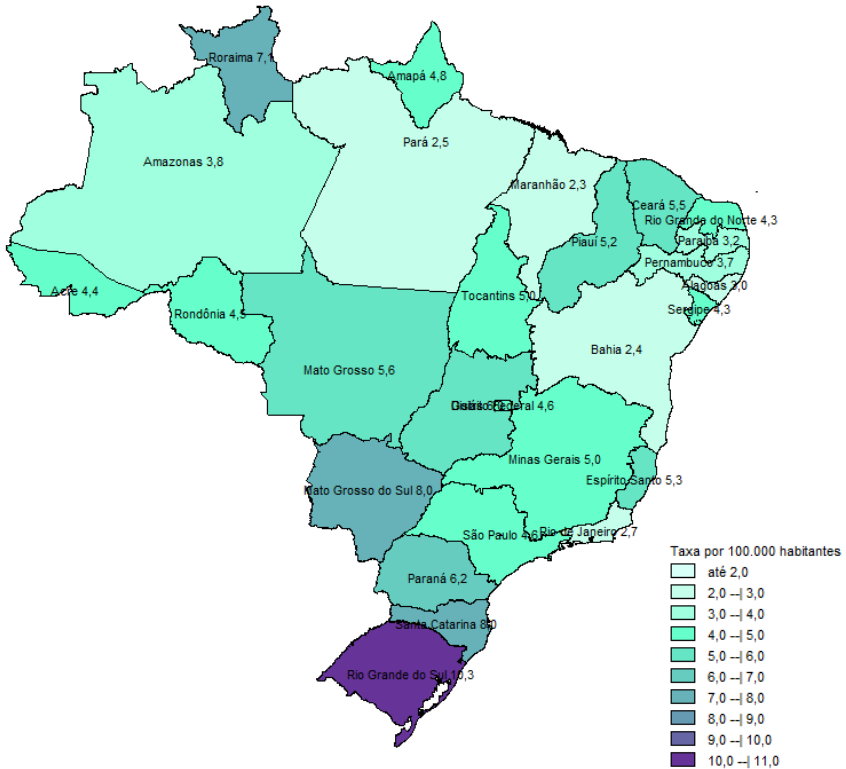 Roraima 7,1
Amapá 4,8
Amazonas 3,8
Pará 2,5
Maranhão 2,3
Ceará 5,5
Rio Grande do Norte 4,3
Piauí 5,2
Paraíba 3,2
Pernambuco 3,7
Alagoas 3,0
Sergipe 4,3
Acre 4,4
Rondônia 4,5
Tocantins 5,0
Bahia 2,4
Mato Grosso 5,6
Federal 4,6
Minas Gerais 5,0
Espírito Santo 5,3
Mato Grosso do Sul 8,0
São Paulo 4,6
Rio de Janeiro 2,7
Paraná 6,2
Santa Catarina 8,0
Rio Grande do Sul 10,3
Taxa por 100.000 habitantes
até 2,0
2,0 --| 3,0
3,0 --| 4,0
4,0 --| 5,0
5,0 --| 6,0
6,0 --| 7,0
7,0 --| 8,0
8,0 --| 9,0
9,0 --| 10,0
10,0 --| 11,0